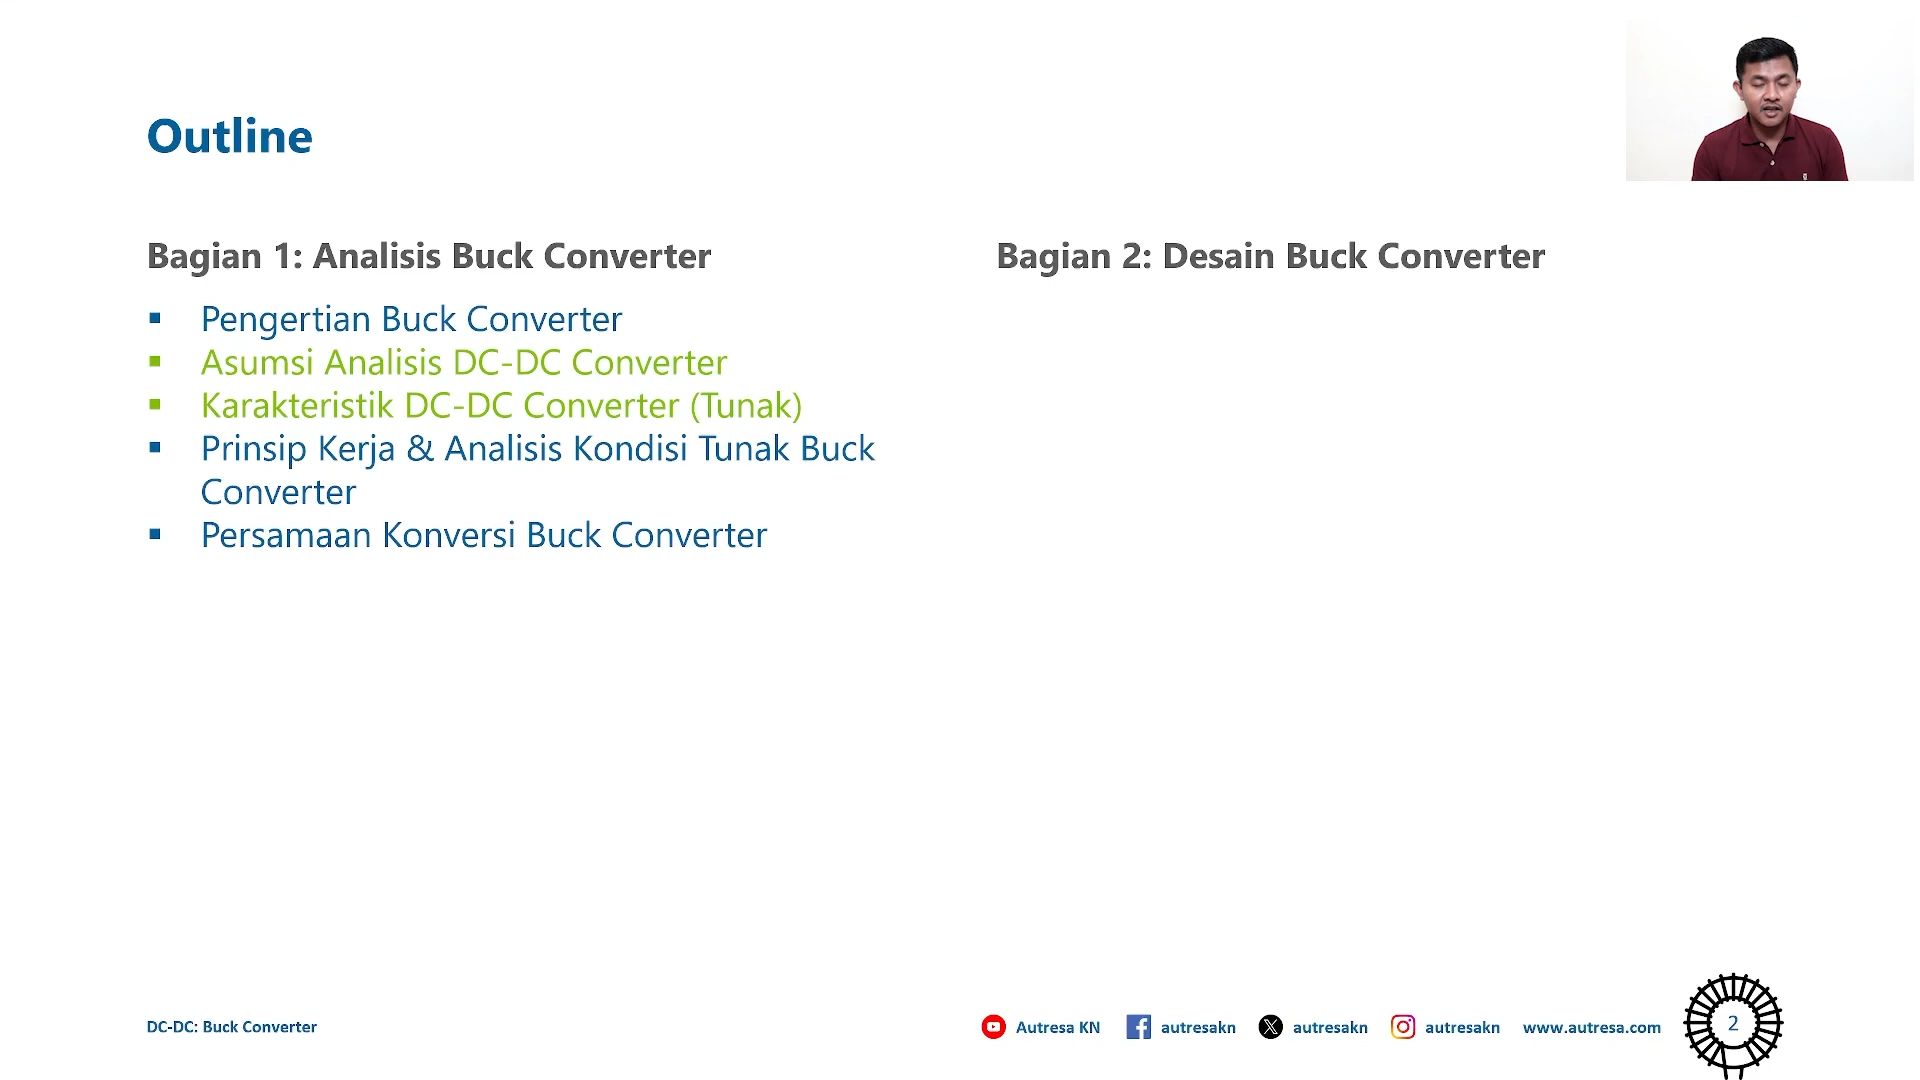 Outline
Bagian 1: Analisis Buck Converter
Pengertian Buck Converter
Asumsi Analisis DC-DC Converter
Karakteristik DC-DC Converter (Tunak)
Prinsip Kerja & Analisis Kondisi Tunak Buck
Converter
Persamaan Konversi Buck Converter
Bagian 2: Desain Buck Converter
DC-DC: Buck Converter
Autresa KN
autresakn
autresakn
autresakn
www.autresa.com
2